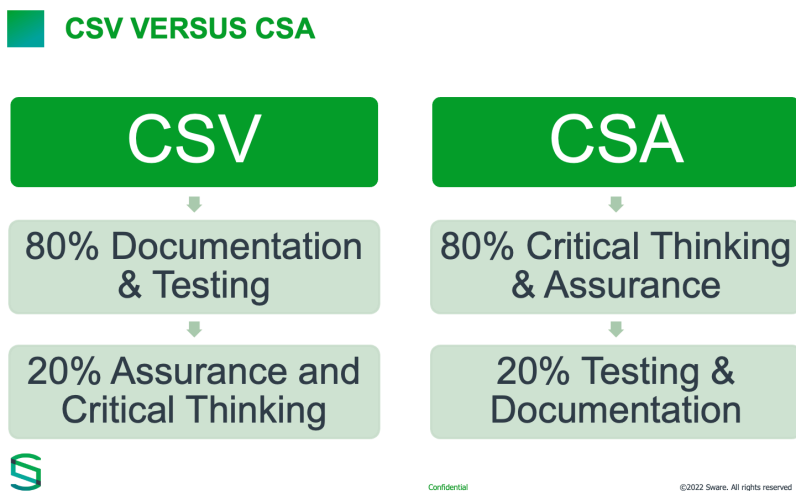 CSV VERSUS CSA
CSV
80% Documentation
& Testing
20% Assurance and
Critical Thinking
CSA
80% Critical Thinking
& Assurance
20% Testing &
Documentation
Confidential
©2022 Sware. All rights reserved